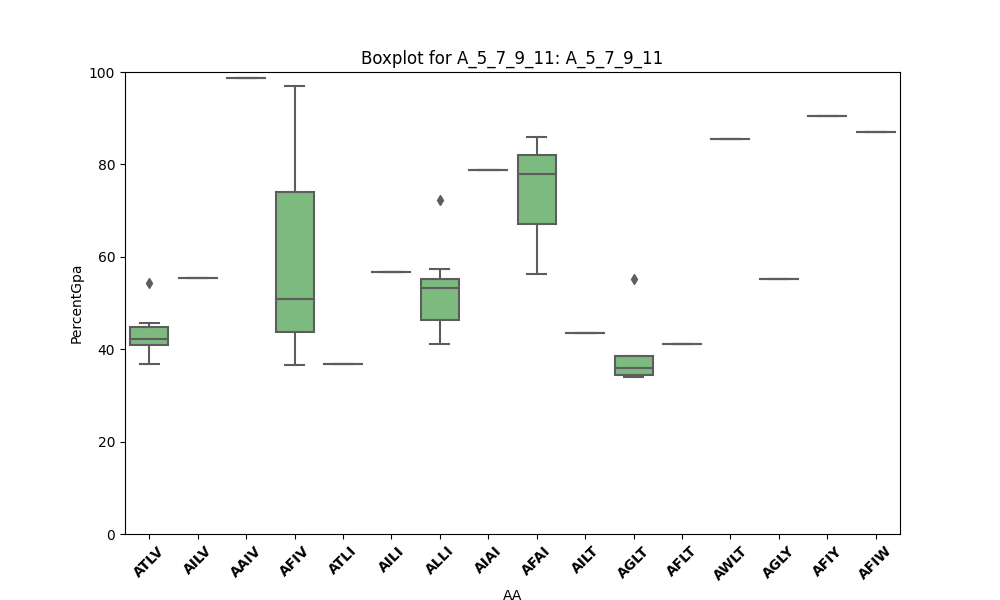 Boxplot for A_5_7_9_11: A_5_7_9_11
PercentGpa
100
80
60
40
20
0
ATLV
AILV
AAIV
AFIV
ATLI
AILI
ALLI
AIAI
AFAI
AILT
AGLT
AFLT
AWLT
AGLY
AFIY
AFIW
AA